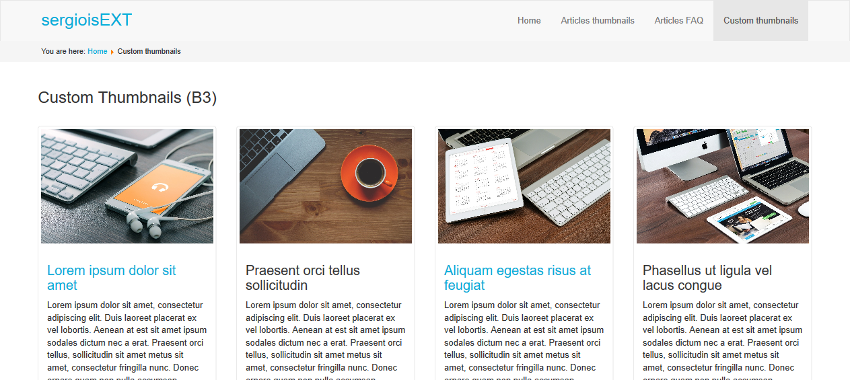 sergioisEXT
Home
Articles thumbnails
Articles FAQ
Custom thumbnails
You are here: Home
Custom thumbnails
Custom Thumbnails (B3)
Lorem ipsum dolor sit
amet
Lorem ipsum dolor sit amet, consectetur
adipiscing elit. Duis laoreet placerat ex
vel lobortis. Aenean at est sit amet ipsum
sodales dictum nec a erat. Praesent orci
tellus, sollicitudin sit amet metus sit
amet, consectetur fringilla nunc. Donec
Praesent orci tellus
sollicitudin
Lorem ipsum dolor sit amet, consectetur
adipiscing elit. Duis laoreet placerat ex
vel lobortis. Aenean at est sit amet ipsum
sodales dictum nec a erat. Praesent orci
tellus, sollicitudin sit amet metus sit
amet, consectetur fringilla nunc. Donec
Aliquam egestas risus at
feugiat
Lorem ipsum dolor sit amet, consectetur
adipiscing elit. Duis laoreet placerat ex
vel lobortis. Aenean at est sit amet ipsum
sodales dictum nec a erat. Praesent orci
tellus, sollicitudin sit amet metus sit
amet, consectetur fringilla nunc. Donec
Phasellus ut ligula vel
lacus congue
Lorem ipsum dolor sit amet, consectetur
adipiscing elit. Duis laoreet placerat ex
vel lobortis. Aenean at est sit amet ipsum
sodales dictum nec a erat. Praesent orci
tellus, sollicitudin sit amet metus sit
amet, consectetur fringilla nunc. Donec